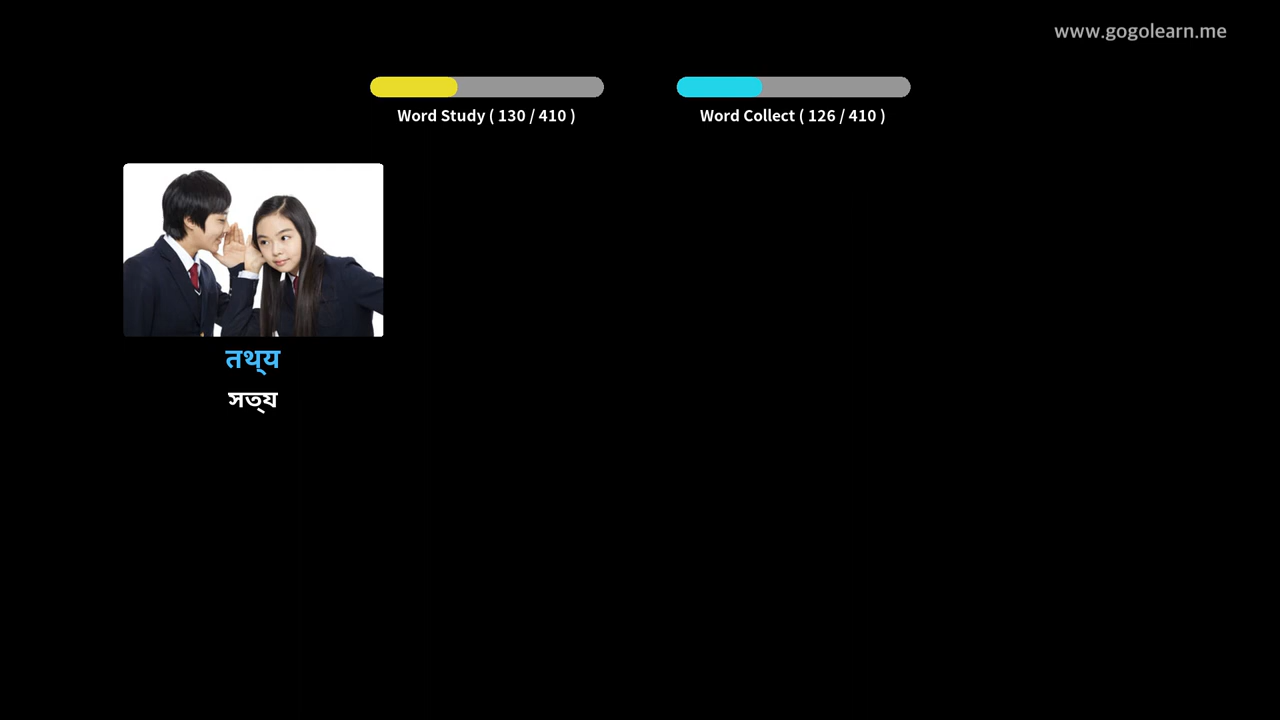 www.gogolearn.me
Word Study ( 130 / 410 )
Word Collect ( 126 / 410 )
तथ्‌य
সত্‌য